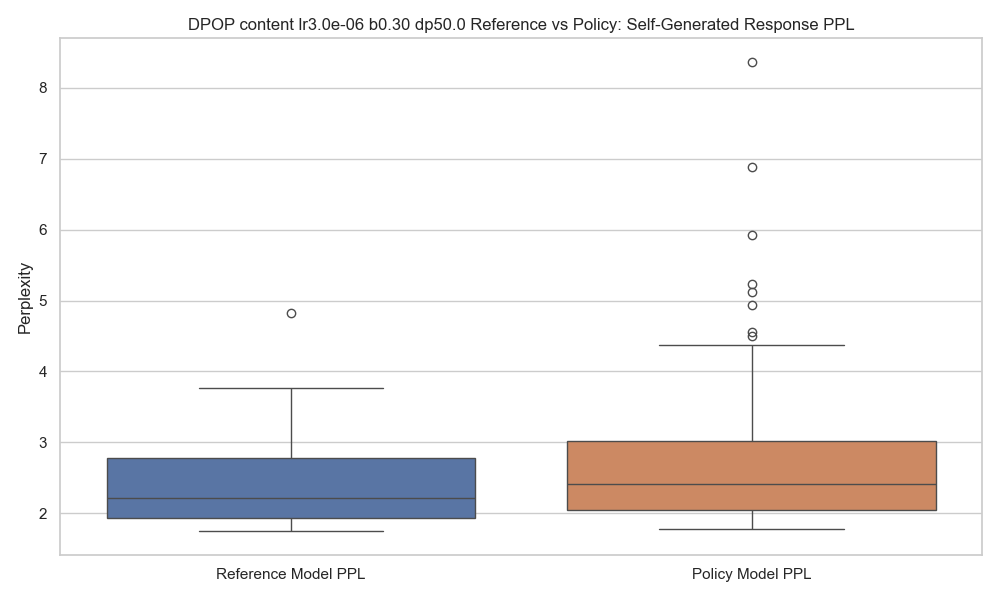 DPOP content lr3.0e-06 b0.30 dp50.0 Reference vs Policy: Self-Generated Response PPL
8
7
6
5
4
3
2
Perplexity
Reference Model PPL
Policy Model PPL